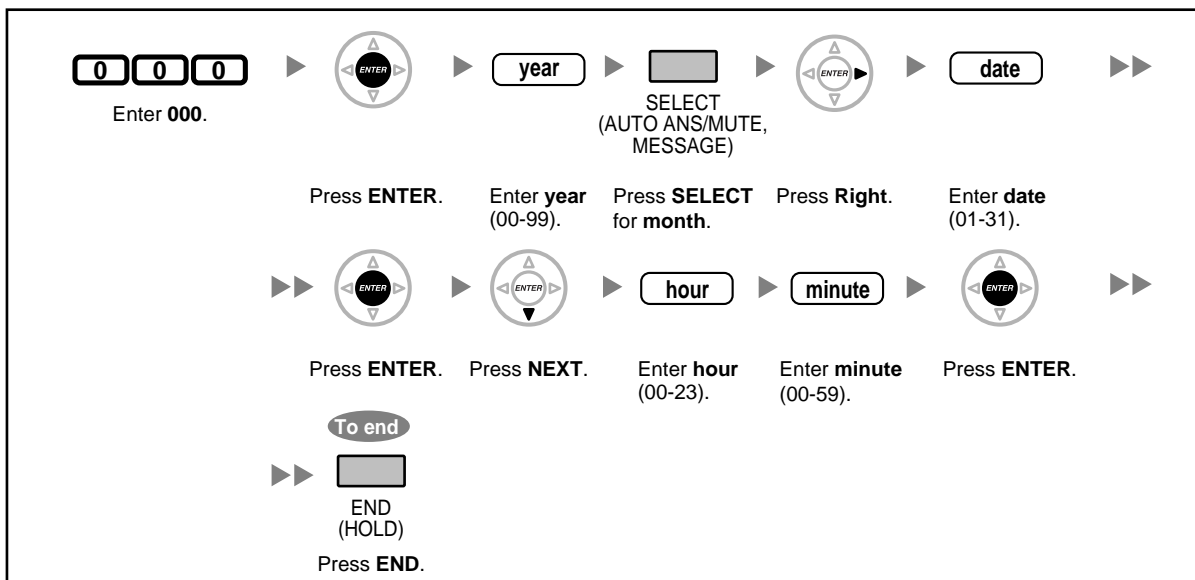 0 0 0
ENTER
year
ENTER
date
Enter 000.
SELECT
(AUTO ANS/MUTE,
MESSAGE)
Press ENTER.
Enter year
(00-99).
Press SELECT
for month.
Press Right.
Enter date
(01-31).
ENTER
ENTER
hour
minute
ENTER
Press ENTER.
Press NEXT.
Enter hour
(00-23).
Enter minute
(00-59).
Press ENTER.
To end
END
(HOLD)
Press END.